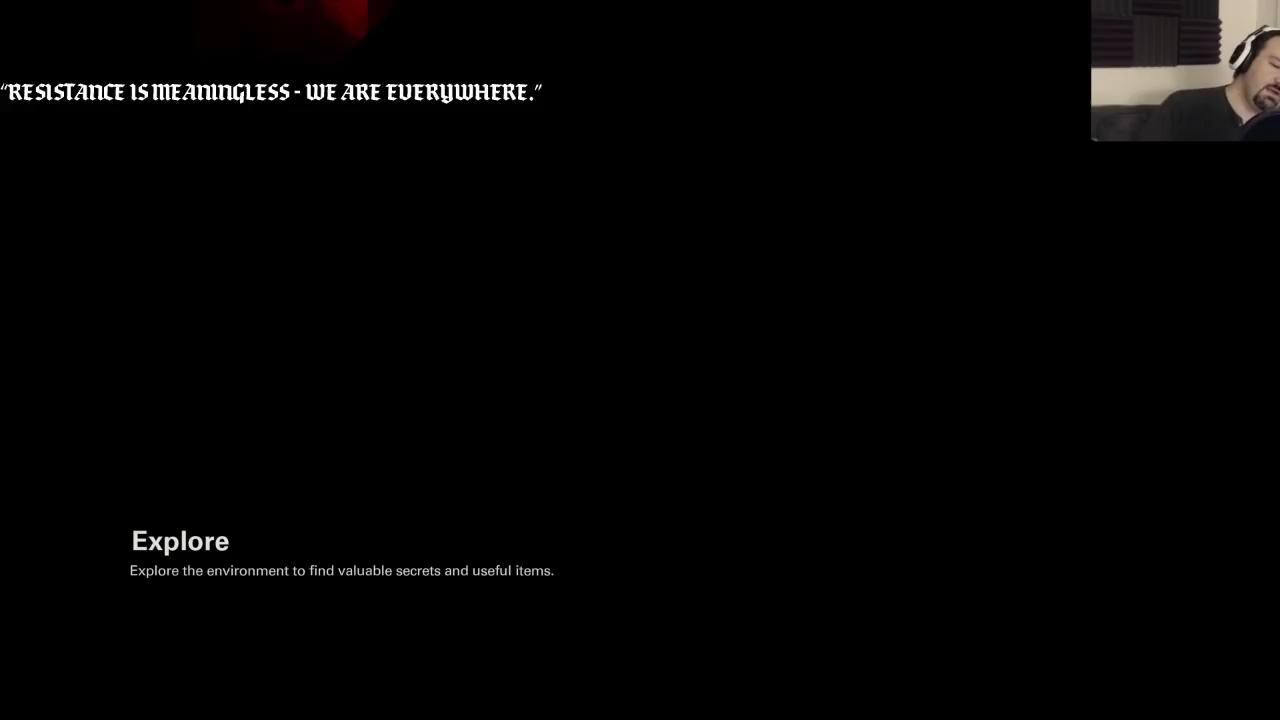 “RESISTANCE IS MEANINGLESS - WE ARE EVERYWHERE.”
Explore
Explore the environment to find valuable secrets and useful items.